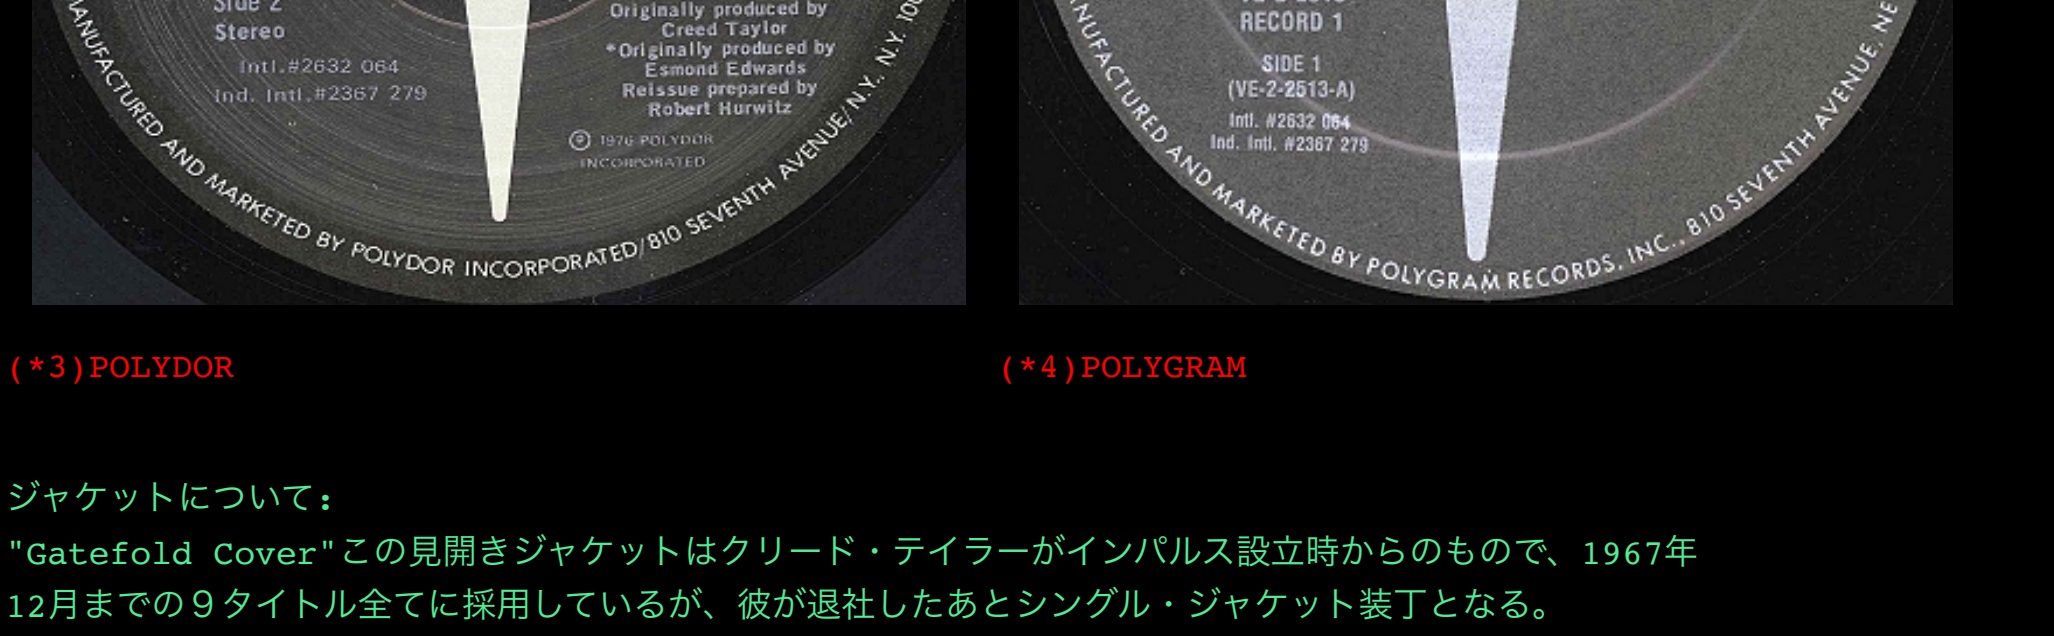 Side 2
Stereo
Intl.#2632 064
Ind. Intl.#2367 279
Originally produced by
Creed Taylor
*Originally produced by
Esmond Edwards
Reissue prepared by
Robert Hurwitz
℗ 1976 POLYDOR
INCORPORATED
MANUFACTURED AND MARKETED BY POLYDOR INCORPORATED/810 SEVENTH AVENUE/N.Y., N.Y.
RECORD 1
SIDE 1
(VE-2-2513-A)
Intl. #2632 064
Ind. Intl. #2367 279
MANUFACTURED AND MARKETED BY POLYGRAM RECORDS, INC., 810 SEVENTH AVENUE,
(*3)POLYDOR
(*4)POLYGRAM
ジャケットについて:
"Gatefold Cover"この見開きジャケットはクリード・テイラーがインパルス設立時からのもので、1967年
12月までの９タイトル全てに採用しているが、彼が退社したあとシングル・ジャケット装丁となる。